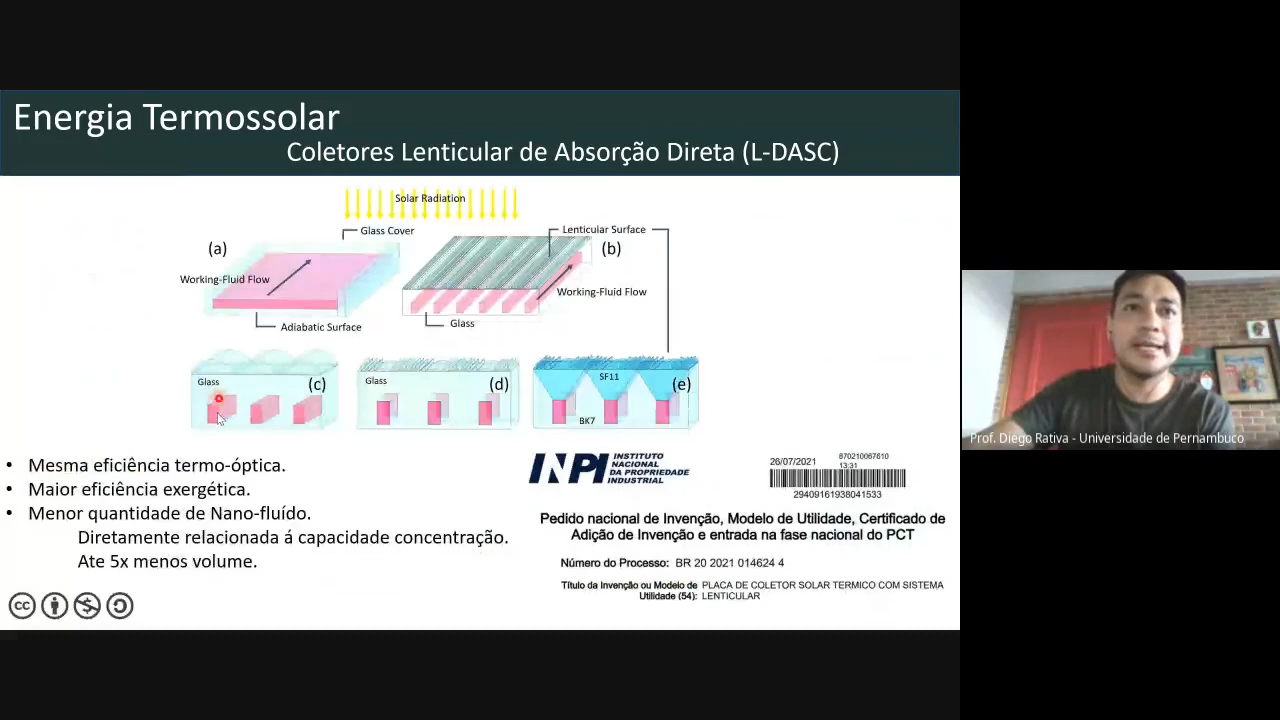 Energia Termossolar
Coletores Lenticular de Absorção Direta (L-DASC)
Solar Radiation
Glass Cover
Lenticular Surface
(a)
(b)
Working-Fluid Flow
Working-Fluid Flow
Adiabatic Surface
Glass
Glass
(c)
Glass
(d)
SF11
(e)
BK7
• Mesma eficiência termo-óptica.
• Maior eficiência exergética.
• Menor quantidade de Nano-fluído.
Diretamente relacionada á capacidade concentração.
Ate 5x menos volume.
INPI
INSTITUTO
NACIONAL
DA PROPRIEDADE
INDUSTRIAL
26/07/2021
870210067610
13:31
29409161938041533
Pedido nacional de Invenção, Modelo de Utilidade, Certificado de
Adição de Invenção e entrada na fase nacional do PCT
Número do Processo: BR 20 2021 014624 4
Título da Invenção ou Modelo de PLACA DE COLETOR SOLAR TERMICO COM SISTEMA
Utilidade (54): LENTICULAR
cc
Prof. Diego Rativa - Universidade de Pernambuco